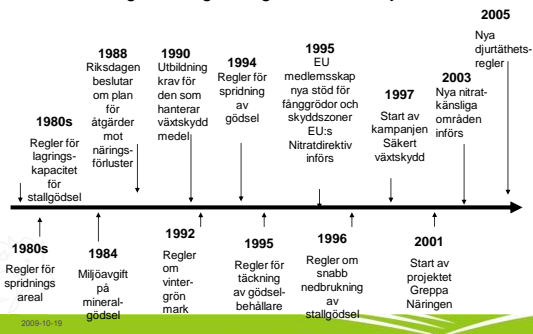 1980s
Regler för
lagrings-
kapacitet
för
stallgödsel
1988
Riksdagen
beslutar
om plan
för
åtgärder
mot
närings-
förluster
1990
Utbildning
krav för
den som
hanterar
växtskydd
medel
1994
Regler för
spridning
av
gödsel
1995
EU
medlemsskap
nya stöd för
fånggrödor och
skyddszoner
EU:s
Nitratdirektiv
införs
1997
Start av
kampanjen
Säkert
växtskydd
2003
Nya nitrat-
känsliga
områden
införs
2005
Nya
djurtäthets-
regler
1980s
Regler för
spridnings
areal
1984
Miljöavgift
på
mineral-
gödsel
1992
Regler
om
vinter-
grön
mark
1995
Regler för
täckning
av gödsel-
behållare
1996
Regler om
snabb
nedbrukning
av
stallgödsel
2001
Start av
projektet
Greppa
Näringen
2009-10-19